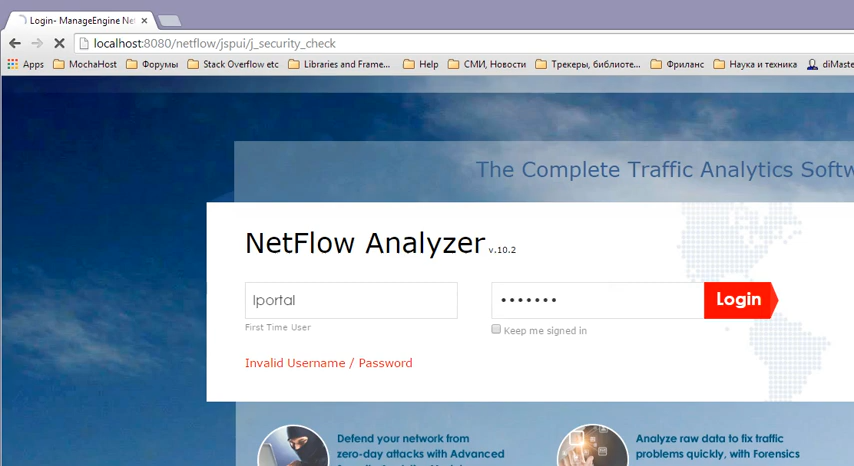 Login- ManageEngine Net
localhost:8080/netflow/jspui/j_security_check
Apps MochaHost Форумы Stack Overflow etc Libraries and Frame... Help СМИ, Новости Трекеры, библиоте... Фриланс Наука и техника diMaste
The Complete Traffic Analytics Softw
NetFlow Analyzer v.10.2
lportal
••••••• Login
First Time User
Keep me signed in
Invalid Username / Password
Defend your network from
zero-day attacks with Advanced
Analyze raw data to fix traffic
problems quickly, with Forensics